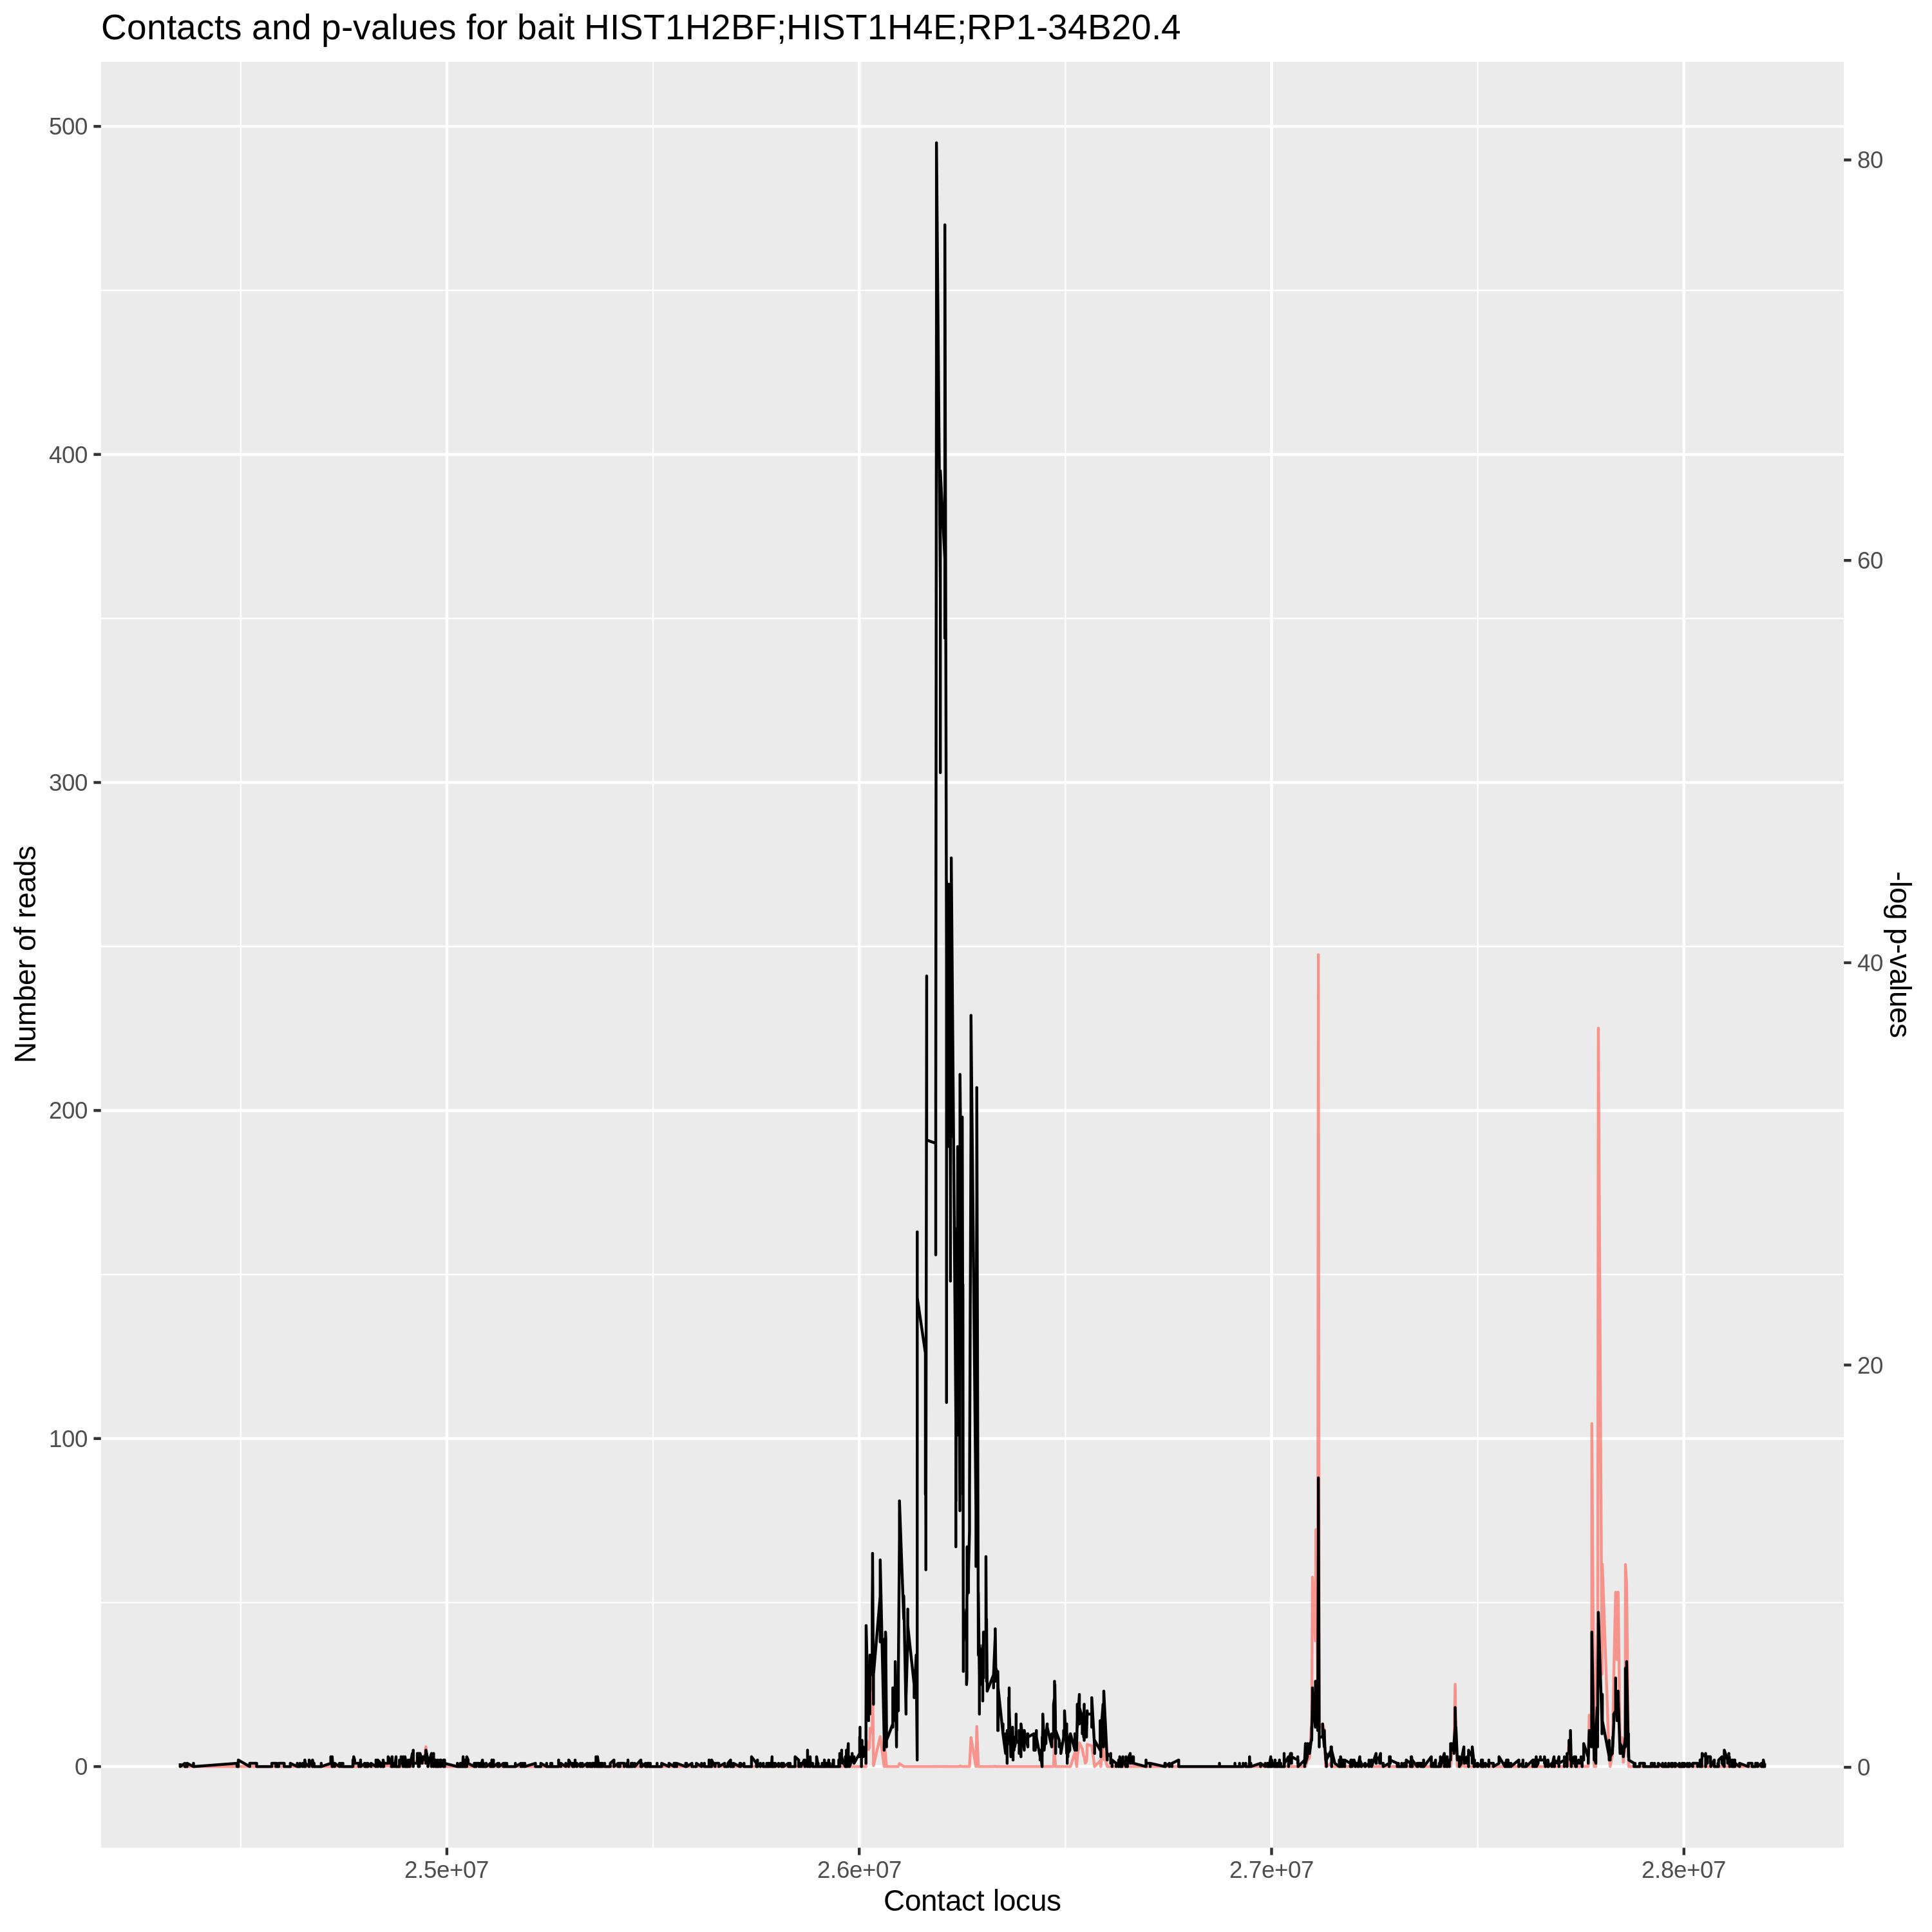 Contacts and p-values for bait HIST1H2BF;HIST1H4E;RP1-34B20.4
500
400
300
200
100
0
Number of reads
80
60
40
20
0
-log p-values
2.5e+07
2.6e+07
2.7e+07
2.8e+07
Contact locus